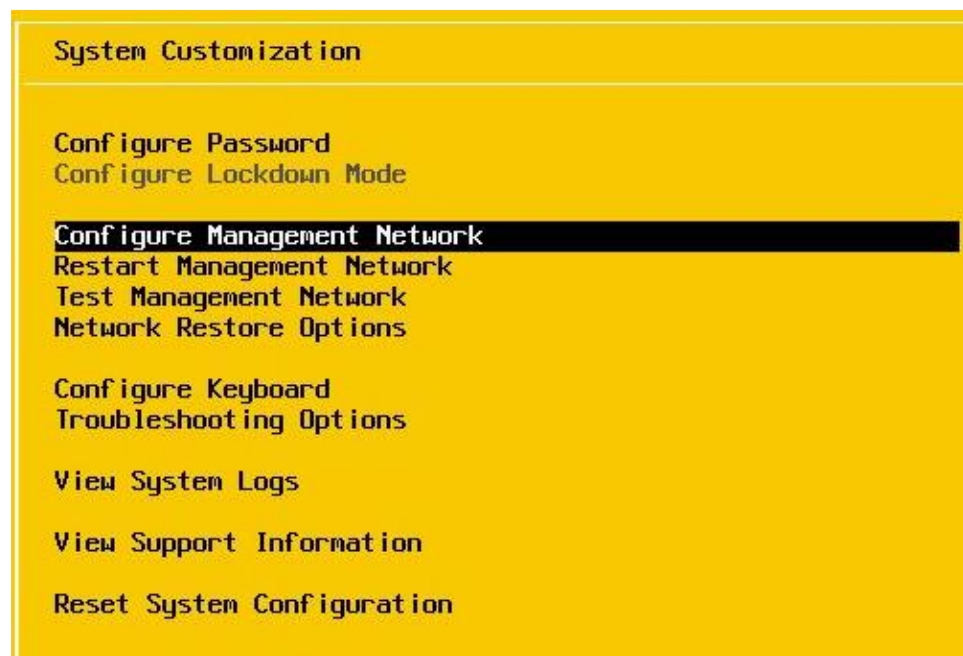 System Customization
Configure Password
Configure Lockdown Mode
Configure Management Network
Restart Management Network
Test Management Network
Network Restore Options
Configure Keyboard
Troubleshooting Options
View System Logs
View Support Information
Reset System Configuration